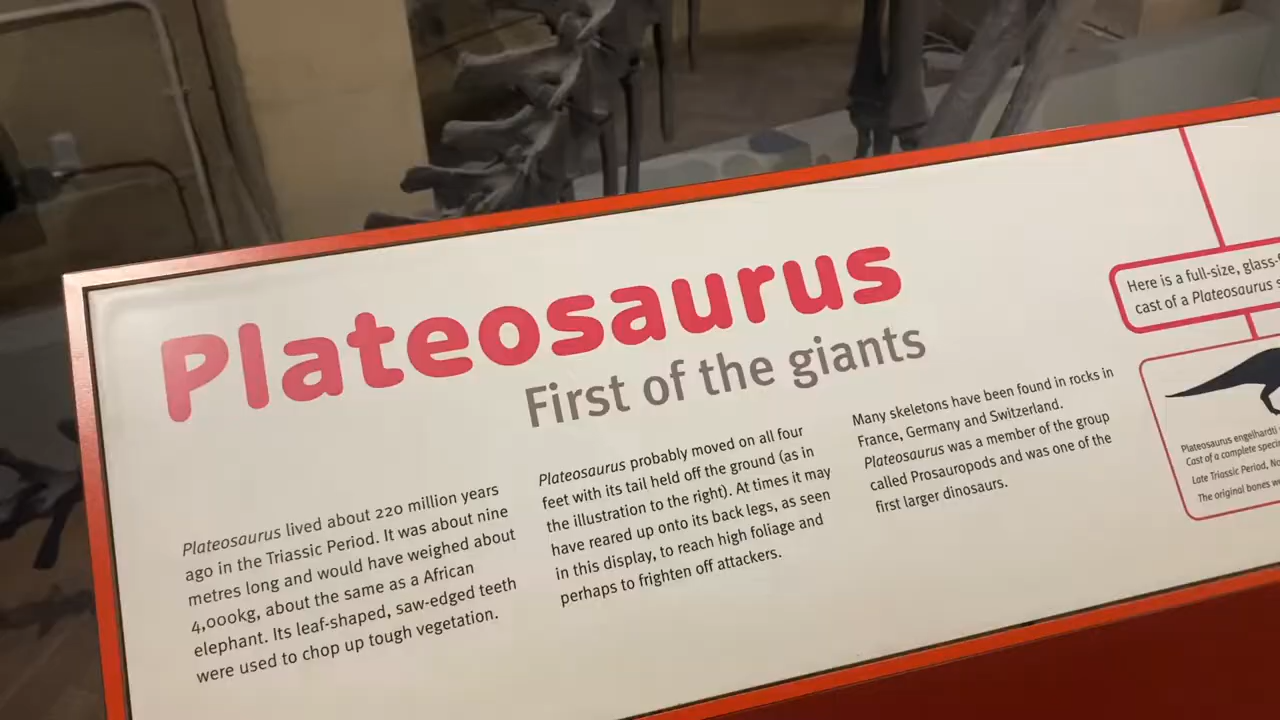 Plateosaurus
First of the giants
Plateosaurus lived about 220 million years
ago in the Triassic Period. It was about nine
metres long and would have weighed about
4,000kg, about the same as a African
elephant. Its leaf-shaped, saw-edged teeth
were used to chop up tough vegetation.
Plateosaurus probably moved on all four
feet with its tail held off the ground (as in
the illustration to the right). At times it may
have reared up onto its back legs, as seen
in this display, to reach high foliage and
perhaps to frighten off attackers.
Many skeletons have been found in rocks in
France, Germany and Switzerland.
Plateosaurus was a member of the group
called Prosauropods and was one of the
first larger dinosaurs.
Here is a full-size, glass-
cast of a Plateosaurus
Plateosaurus engelhardti
Cast of a complete
Late Triassic Period,
The original bones